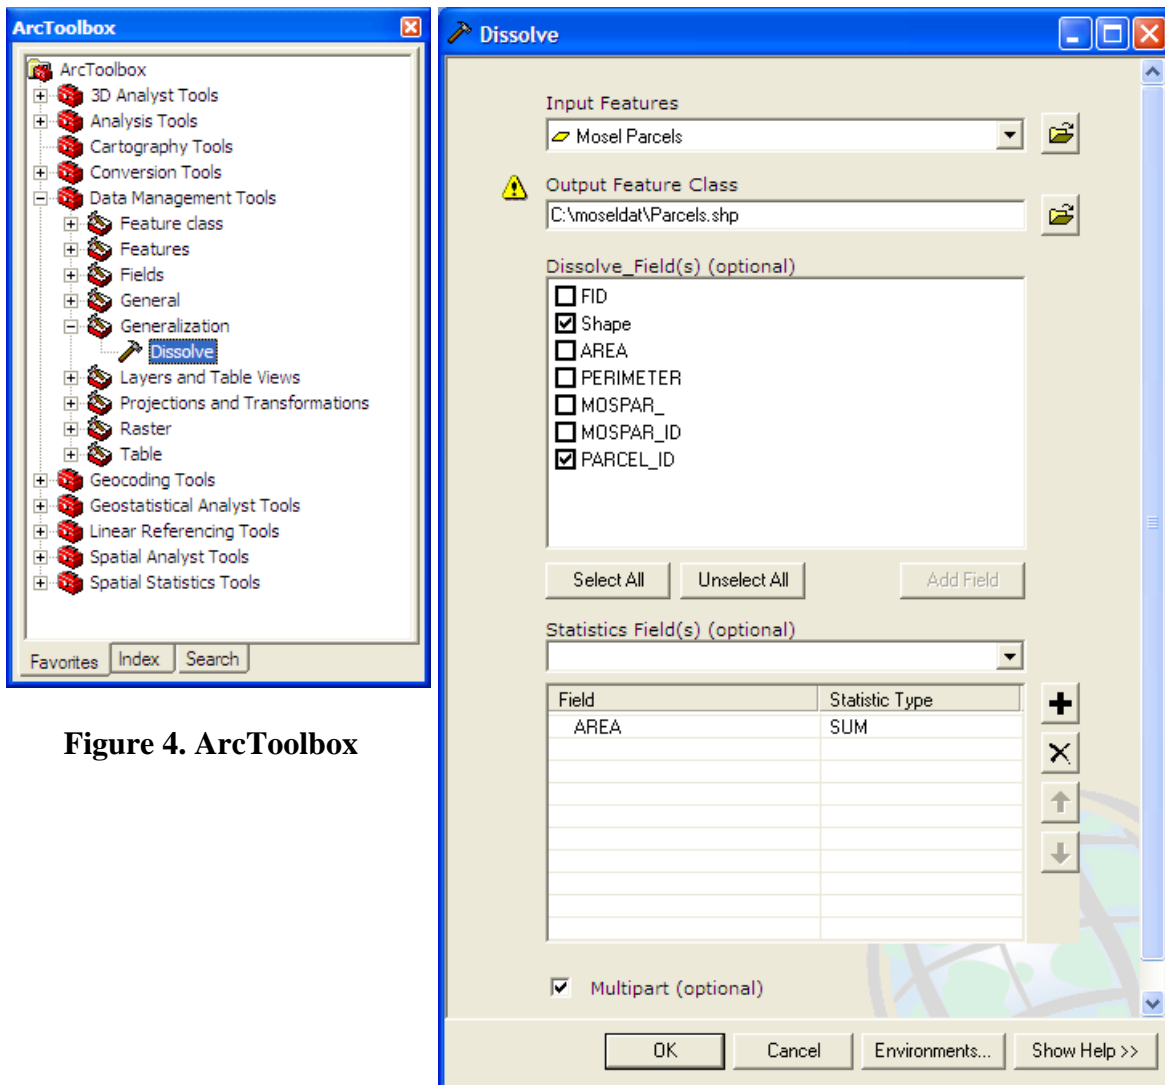 ArcToolbox
ArcToolbox
3D Analyst Tools
Analysis Tools
Cartography Tools
Conversion Tools
Data Management Tools
Feature class
Features
Fields
General
Generalization
Dissolve
Layers and Table Views
Projections and Transformations
Raster
Table
Geocoding Tools
Geostatistical Analyst Tools
Linear Referencing Tools
Spatial Analyst Tools
Spatial Statistics Tools
Favorites Index Search
Figure 4. ArcToolbox
Dissolve
Input Features
Mosel Parcels
Output Feature Class
C:\moseldat\Parcels.shp
Dissolve_Field(s) (optional)
FID
Shape
AREA
PERIMETER
MOSPAR_
MOSPAR_ID
PARCEL_ID
Select All Unselect All Add Field
Statistics Field(s) (optional)
Field Statistic Type
AREA SUM
Multipart (optional)
OK Cancel Environments... Show Help >>